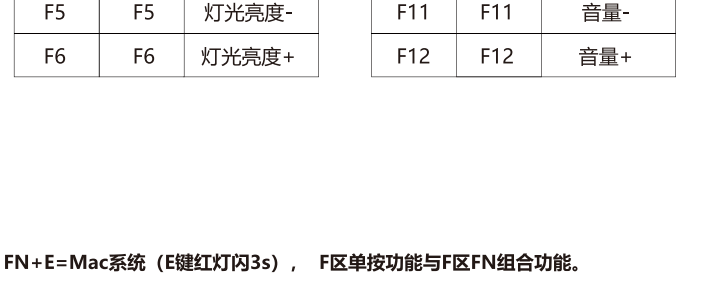 F5 F5 灯光亮度- F11 F11 音量-
F6 F6 灯光亮度+ F12 F12 音量+
FN+E=Mac系统（E键红灯闪3s）， F区单按功能与F区FN组合功能。